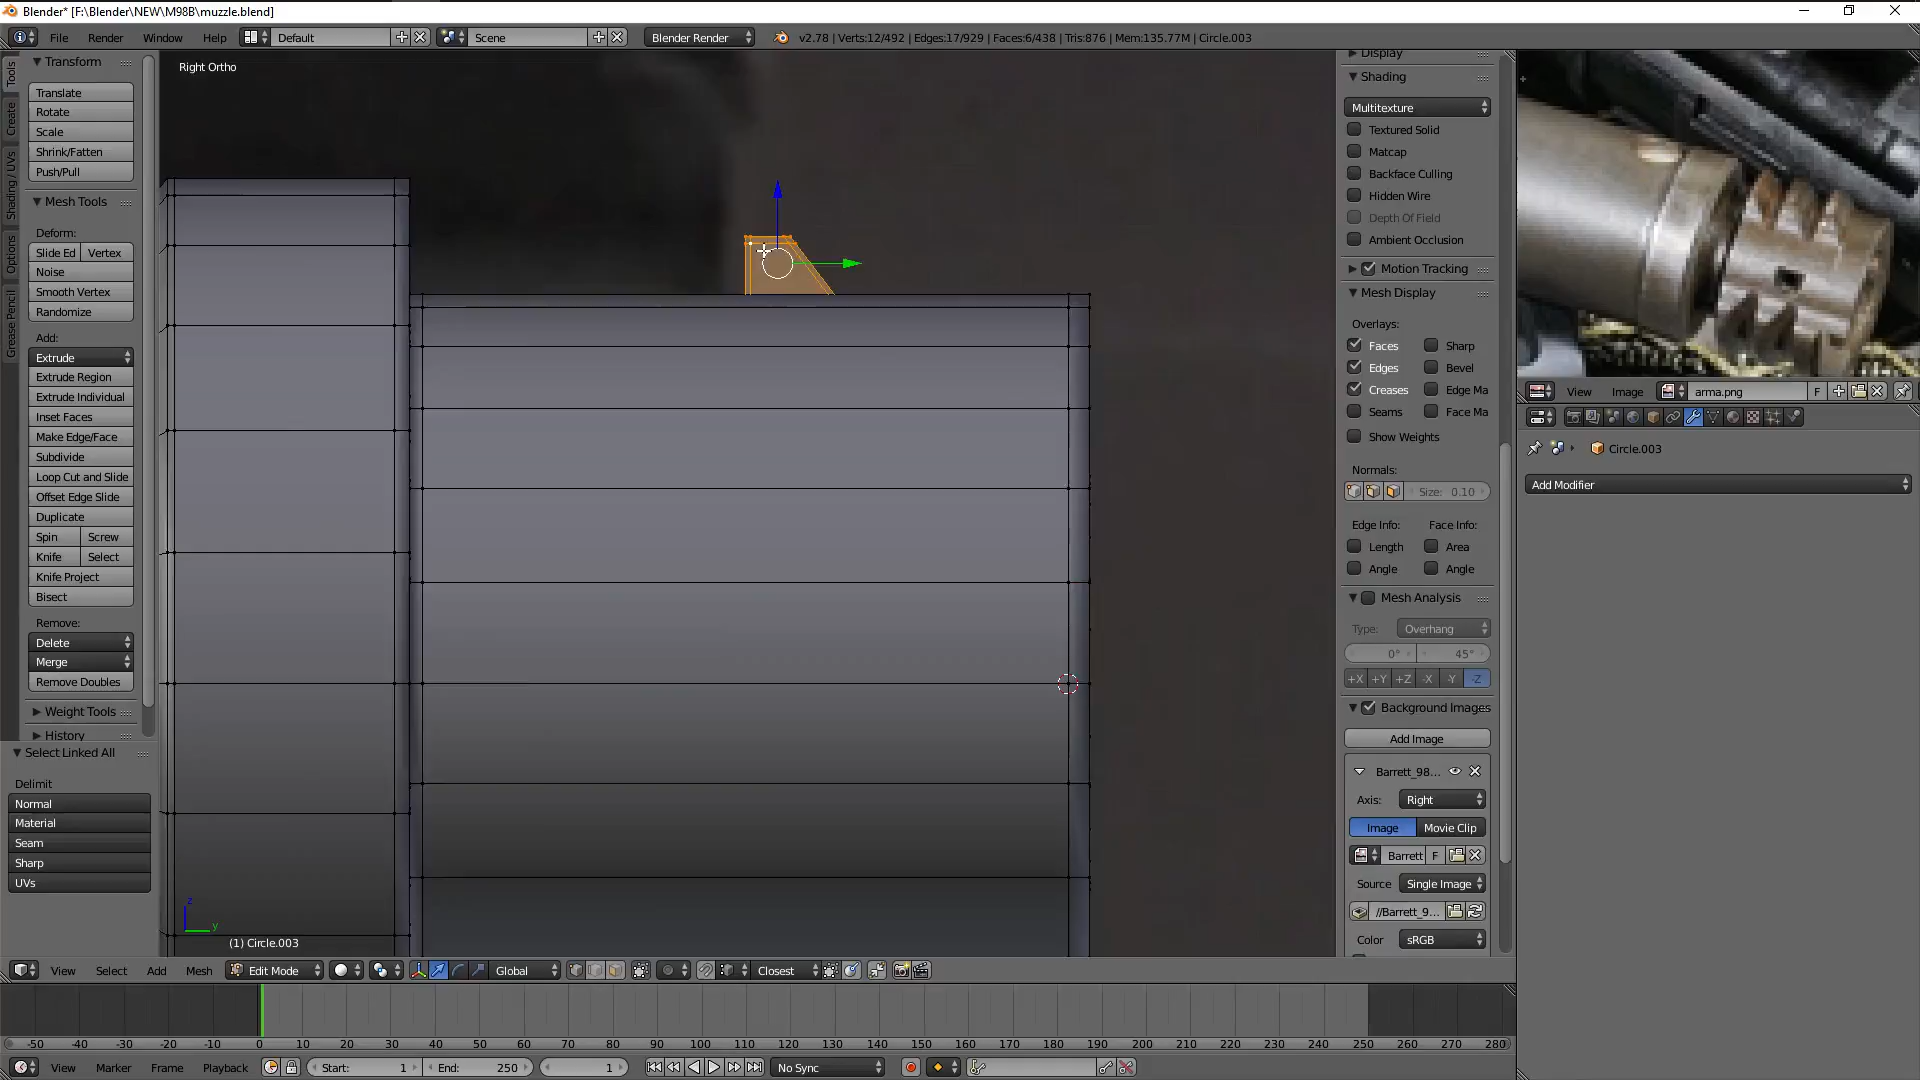 Blender* [F:\Blender\NEW\M98B\muzzle.blend]
File Render Window Help Default Scene Blender Render v2.78 | Verts:12/492 | Edges:17/929 | Faces:6/438 | Tris:876 | Mem:135.77M | Circle.003
Tools
Create
Shading / UVs
Options
Grease Pencil
Transform
Translate
Rotate
Scale
Shrink/Fatten
Push/Pull
Mesh Tools
Deform:
Slide Ed Vertex
Noise
Smooth Vertex
Randomize
Add:
Extrude
Extrude Region
Extrude Individual
Inset Faces
Make Edge/Face
Subdivide
Loop Cut and Slide
Offset Edge Slide
Duplicate
Spin Screw
Knife Select
Knife Project
Bisect
Remove:
Delete
Merge
Remove Doubles
Weight Tools
History
Select Linked All
Delimit
Normal
Material
Seam
Sharp
UVs
Right Ortho
z
y
(1) Circle.003
Display
Shading
Multitexture
Textured Solid
Matcap
Backface Culling
Hidden Wire
Depth Of Field
Ambient Occlusion
Motion Tracking
Mesh Display
Overlays:
Faces Sharp
Edges Bevel
Creases Edge Ma
Seams Face Ma
Show Weights
Normals:
Size: 0.10
Edge Info: Face Info:
Length Area
Angle Angle
Mesh Analysis
Type: Overhang
0° 45°
+X +Y +Z -X -Y -Z
Background Images
Add Image
Barrett_98...
Axis: Right
Image Movie Clip
Barrett F
Source Single Image
//Barrett_9...
Color sRGB
View Image arma.png F
Circle.003
Add Modifier
View Select Add Mesh Edit Mode Global Closest
-50 -40 -30 -20 -10 0 10 20 30 40 50 60 70 80 90 100 110 120 130 140 150 160 170 180 190 200 210 220 230 240 250 260 270 280
View Marker Frame Playback Start: 1 End: 250 1 No Sync